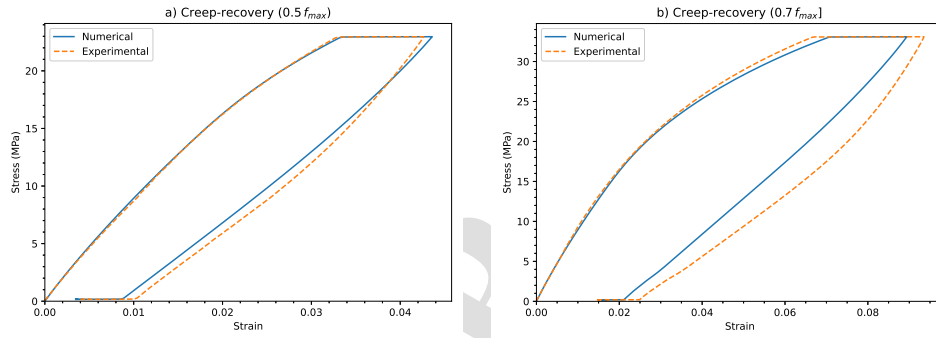 a) Creep-recovery (0.5 fmax)
Numerical
Experimental
Stress (MPa)
20
15
10
5
0
0.00 0.01 0.02 0.03 0.04
Strain
b) Creep-recovery (0.7 fmax]
Numerical
Experimental
Stress (MPa)
30
25
20
15
10
5
0
0.00 0.02 0.04 0.06 0.08
Strain